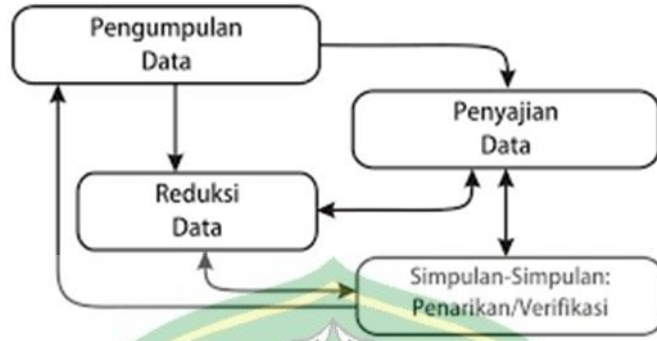 Pengumpulan
Data
Penyajian
Data
Reduksi
Data
Simpulan-Simpulan:
Penarikan/Verifikasi